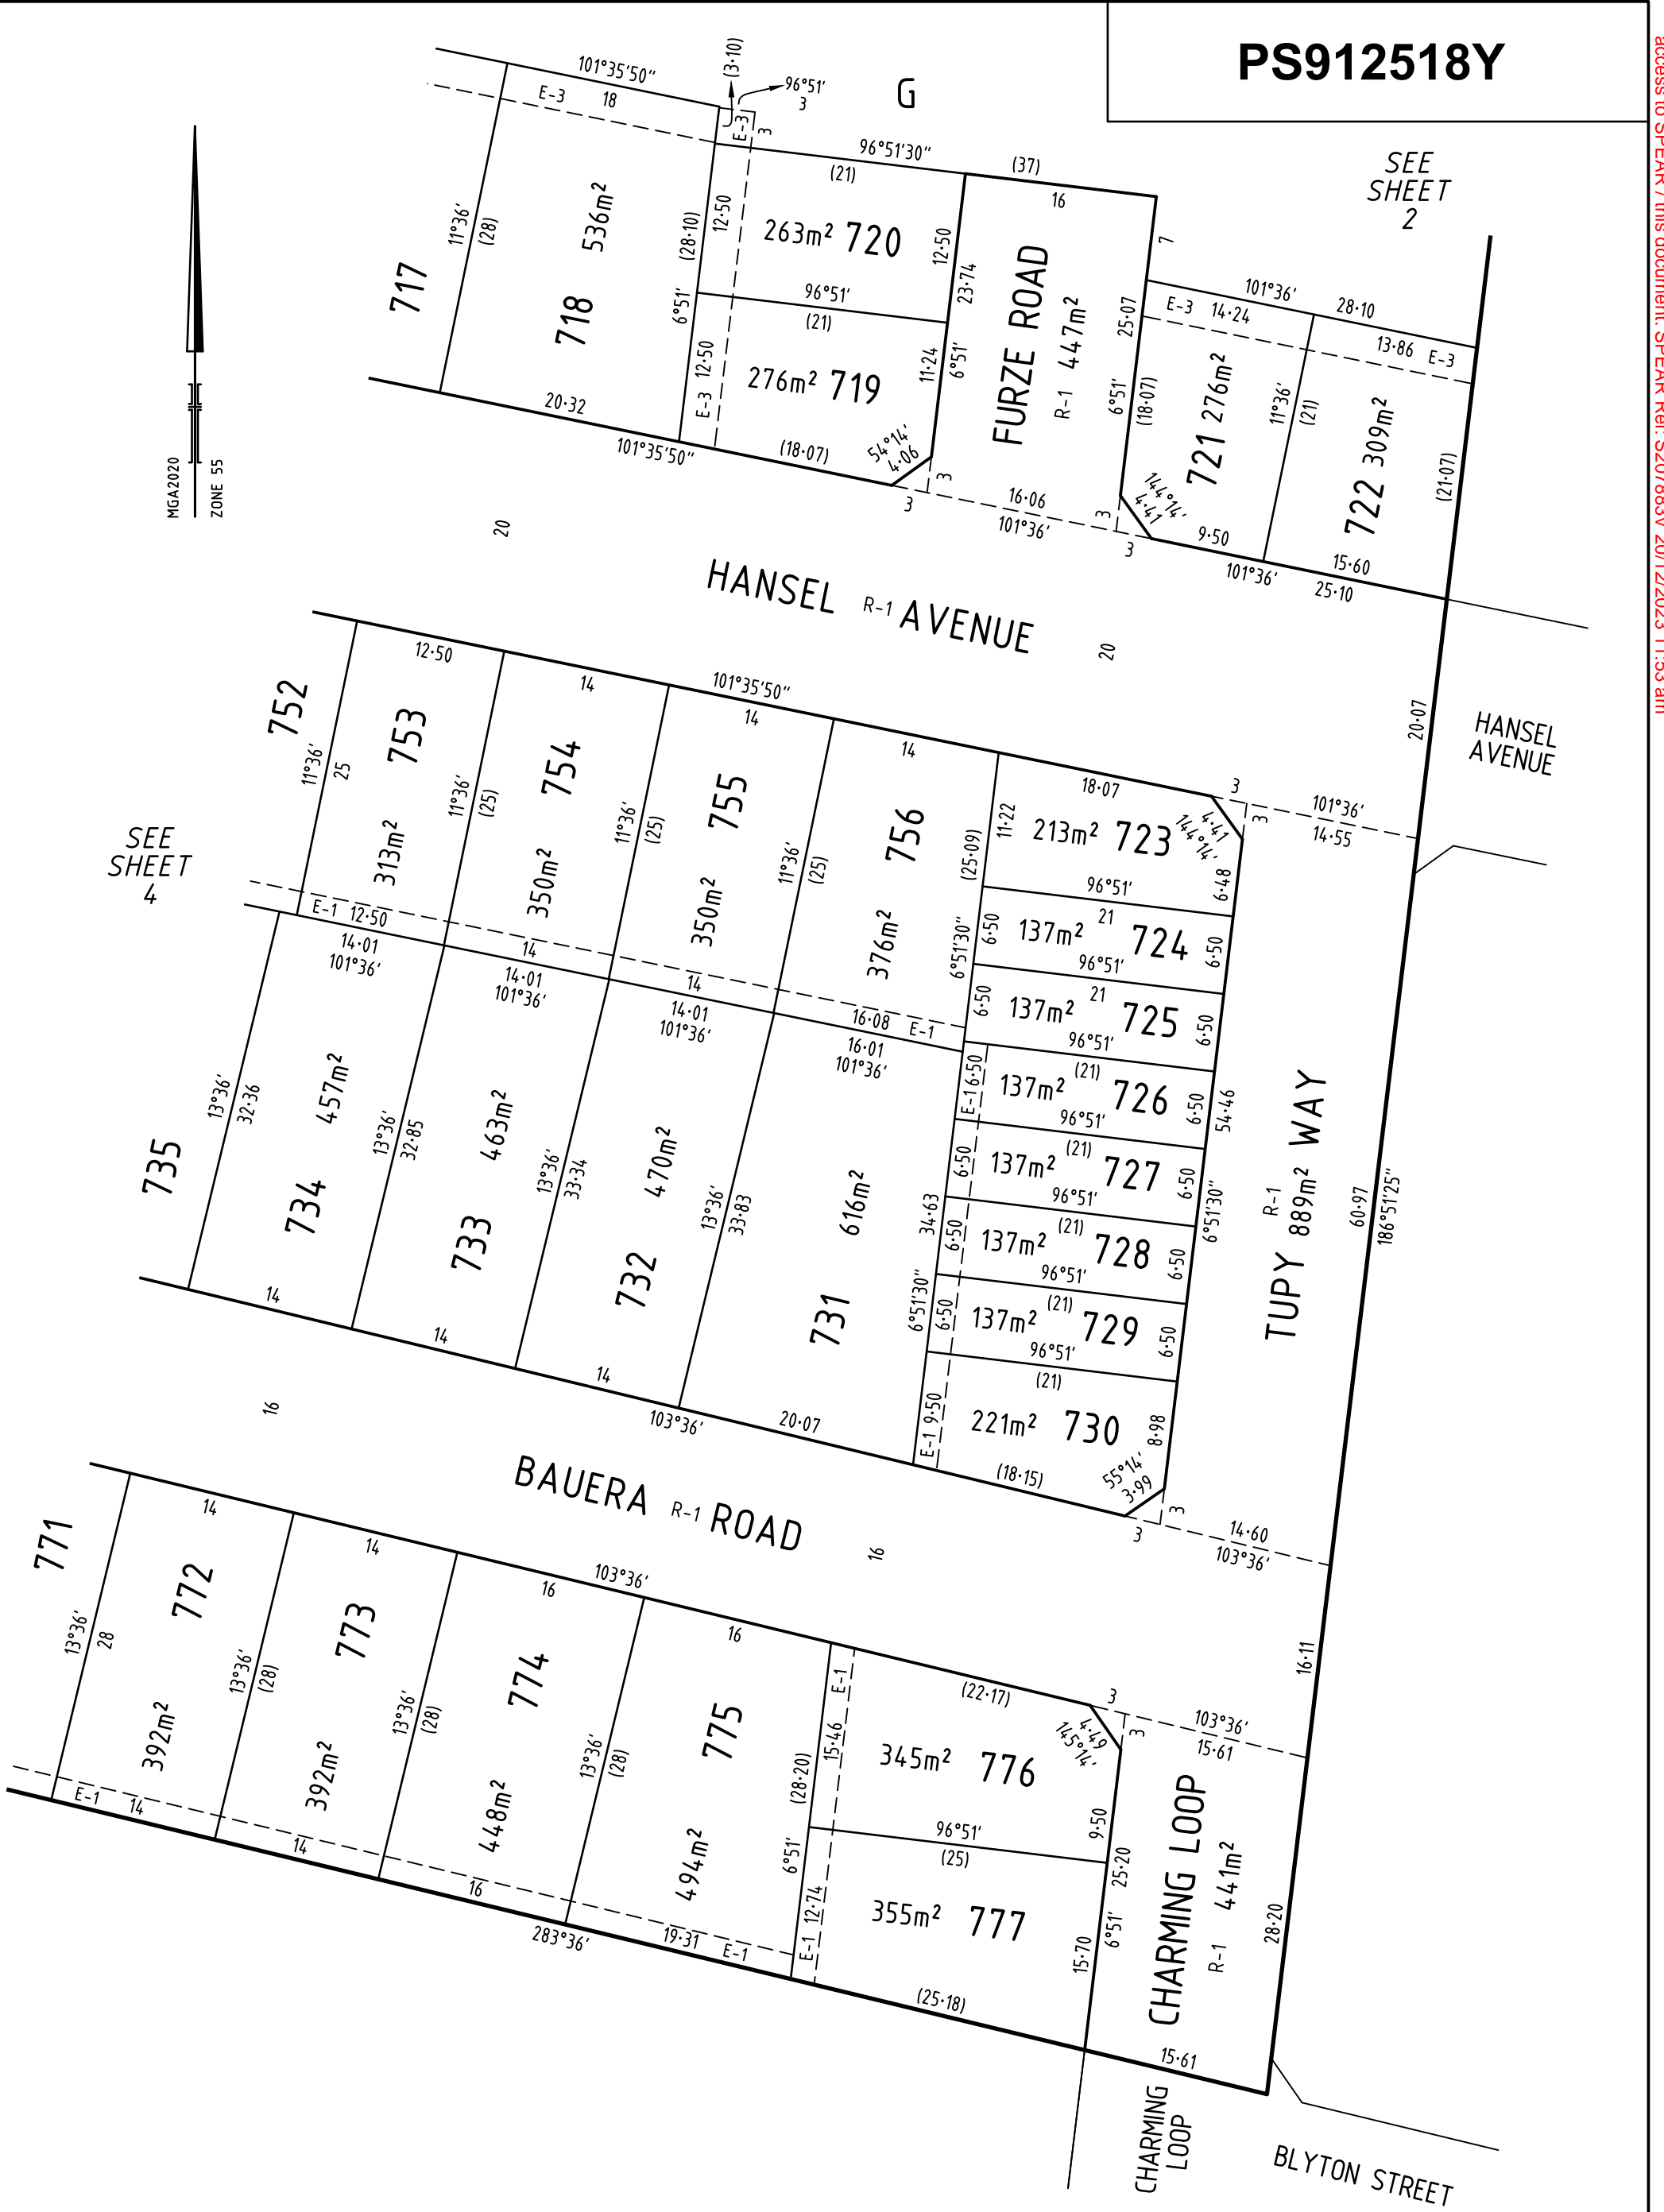 PS912518Y
access to SPEAR / this document. SPEAR Ref: S207883V 20/12/2023 11:53 am
SEE
SHEET
2
MGA2020
ZONE 55
G
101°35'50"
E-3
18
(3·10)
96°51'
3
E-3
3
717
11°36'
(28)
718
536m²
(28·10)
6°51'
20·32
101°35'50"
96°51'30"
(21)
12·50
263m² 720
12·50
96°51'
(21)
E-3 12·50
276m² 719
11·24
(18·07)
54°14'
4·06
3
3
(37)
16
23·74
6°51'
FURZE ROAD
R-1 447m²
7
25·07
6°51'
(18·07)
16·06
101°36'
3
3
144°14'
4·41
101°36'
28·10
E-3 14·24
13·86 E-3
721 276m²
11°36'
(21)
722 309m²
(21·07)
9·50
15·60
101°36'
25·10
20
HANSEL R-1 AVENUE
20
20·07
HANSEL
AVENUE
SEE
SHEET
4
752
11°36'
25
12·50
753
313m²
11°36'
(25)
14
754
350m²
11°36'
(25)
101°35'50"
14
755
350m²
11°36'
(25)
14
756
376m²
(25·09)
6°51'30"
E-1 12·50
14
14
16·08 E-1
14·01
101°36'
14·01
101°36'
14·01
101°36'
16·01
101°36'
18·07
3
3
4·41
144°14'
101°36'
14·55
11·22
213m² 723
6·48
96°51'
6·50
137m² 21 724
6·50
96°51'
6·50
137m² 21 725
6·50
96°51'
E-1 6·50
137m² (21) 726
6·50
96°51'
6·50
137m² (21) 727
6·50
96°51'
6·50
137m² (21) 728
6·50
96°51'
6·50
137m² (21) 729
6·50
96°51'
(21)
E-1 9·50
221m² 730
8·98
(18·15)
55°14'
3·99
3
3
14·60
103°36'
54·46
6°51'30"
TUPY WAY
R-1
889m²
60·97
186°51'25"
735
13°36'
32·36
734
457m²
13°36'
32·85
733
463m²
13°36'
33·34
732
470m²
13°36'
33·83
731
616m²
34·63
6°51'30"
14
14
14
103°36'
20·07
16
BAUERA R-1 ROAD
16
16·11
771
13°36'
28
14
772
392m²
13°36'
(28)
14
773
392m²
13°36'
(28)
16
103°36'
774
448m²
13°36'
(28)
16
775
494m²
(28·20)
6°51'
E-1 14
14
16
283°36'
19·31 E-1
E-1
15·46
(22·17)
3
3
4·49
145°14'
103°36'
15·61
345m² 776
9·50
96°51'
(25)
E-1 12·74
355m² 777
15·70
(25·18)
25·20
6°51'
CHARMING LOOP
R-1 441m²
28·20
15·61
CHARMING
LOOP
BLYTON STREET